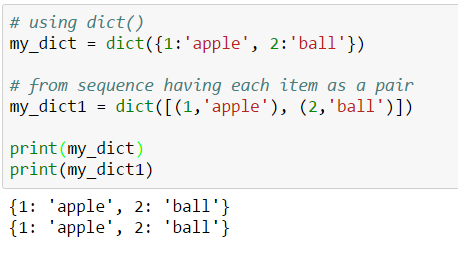 # using dict()
my_dict = dict({1:'apple', 2:'ball'})
# from sequence having each item as a pair
my_dict1 = dict([(1,'apple'), (2,'ball')])
print(my_dict)
print(my_dict1)
{1: 'apple', 2: 'ball'}
{1: 'apple', 2: 'ball'}